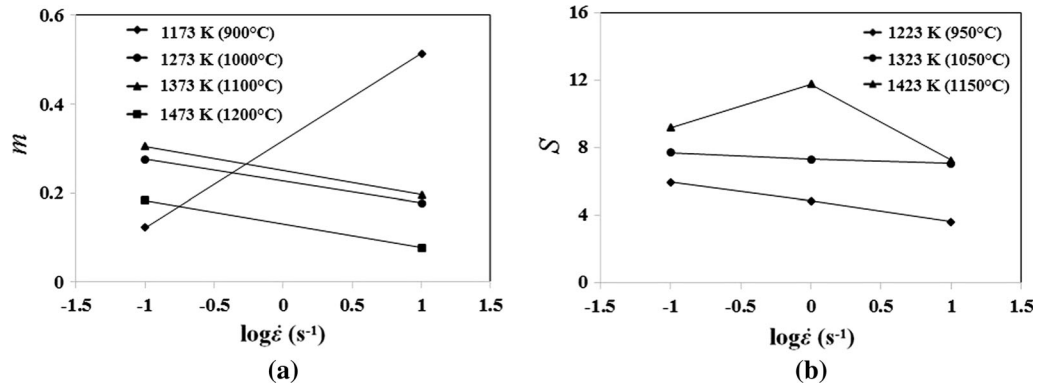 0.6
0.4
0.2
0
m
1173 K (900°C)
1273 K (1000°C)
1373 K (1100°C)
1473 K (1200°C)
-1.5 -1 -0.5 0 0.5 1 1.5
logε̇ (s⁻¹)
(a)
16
12
8
4
0
S
1223 K (950°C)
1323 K (1050°C)
1423 K (1150°C)
-1.5 -1 -0.5 0 0.5 1 1.5
logε̇ (s⁻¹)
(b)